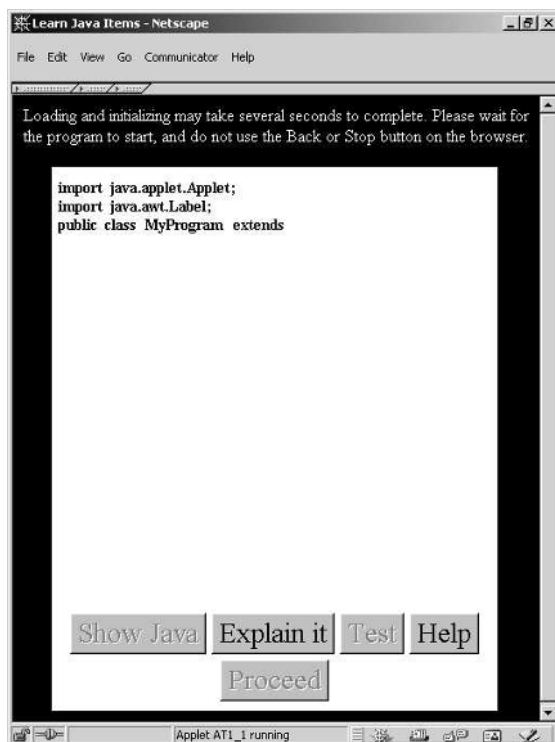 Learn Java Items - Netscape
File Edit View Go Communicator Help
Loading and initializing may take several seconds to complete. Please wait for
the program to start, and do not use the Back or Stop button on the browser.
import java.applet.Applet;
import java.awt.Label;
public class MyProgram extends
Show Java Explain it Test Help
Proceed
Applet AT1_1 running